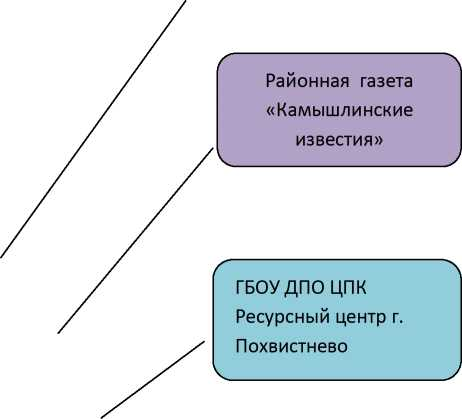 Районная газета
«Камышлинские
известия»
ГБОУ ДПО ЦПК
Ресурсный центр г.
Похвистнево